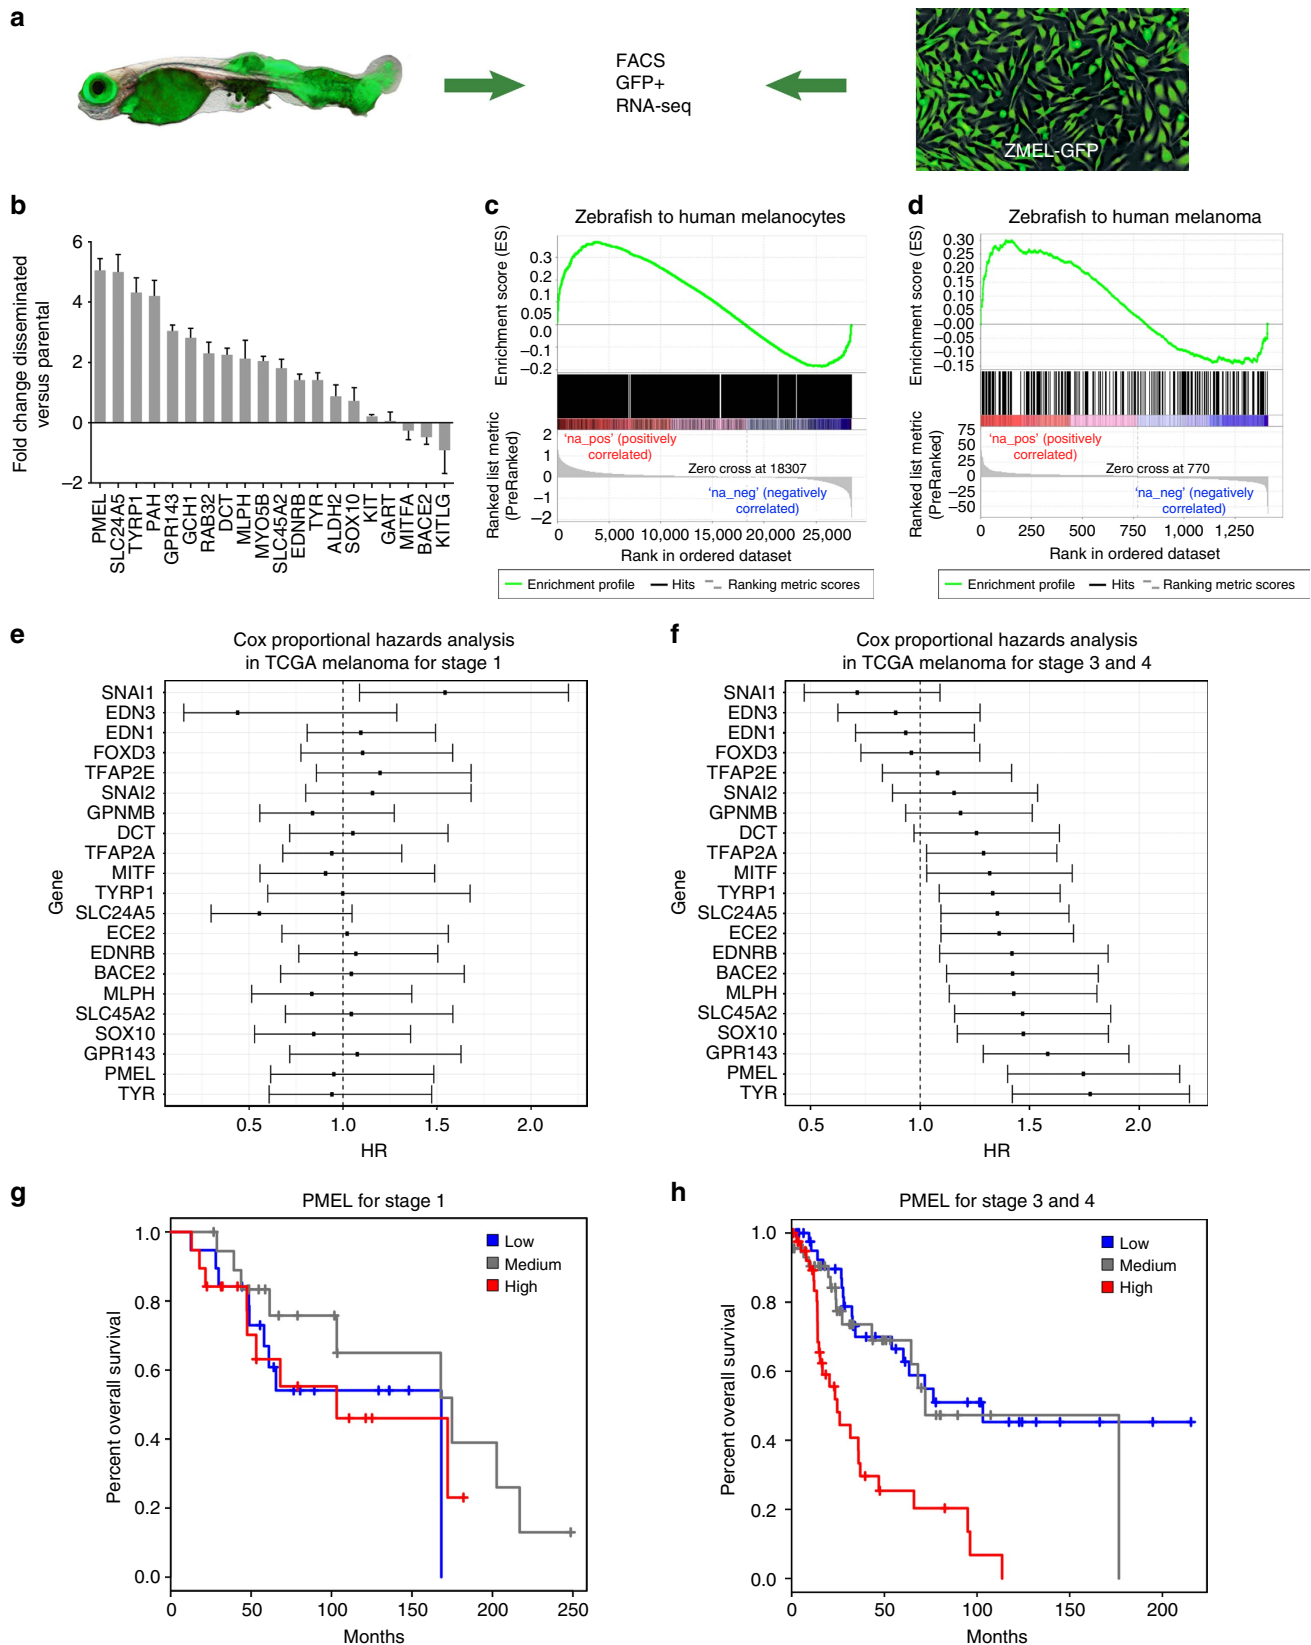 a
FACS
GFP+
RNA-seq
ZMEL-GFP
b
Fold change disseminated
versus parental
6
4
2
0
−2
PMEL
SLC24A5
TYRP1
PAH
GPR143
GCH1
RAB32
DCT
MLPH
MYO5B
SLC45A2
EDNRB
TYR
ALDH2
SOX10
KIT
GART
MITFA
BACE2
KITLG
c
Zebrafish to human melanocytes
Enrichment score (ES)
0.3
0.2
0.1
0.05
0.0
−0.1
−0.2
Ranked list metric
(PreRanked)
2
1
0
−1
−2
'na_pos' (positively
correlated)
Zero cross at 18307
'na_neg' (negatively
correlated)
0 5,000 10,000 15,000 20,000 25,000
Rank in ordered dataset
Enrichment profile Hits Ranking metric scores
d
Zebrafish to human melanoma
Enrichment score (ES)
0.30
0.25
0.20
0.15
0.10
0.05
−0.00
−0.05
−0.10
−0.15
Ranked list metric
(PreRanked)
75
50
25
0
−25
−50
'na_pos' (positively
correlated)
Zero cross at 770
'na_neg' (negatively
correlated)
0 250 500 750 1,000 1,250
Rank in ordered dataset
Enrichment profile Hits Ranking metric scores
e
Cox proportional hazards analysis
in TCGA melanoma for stage 1
Gene
SNAI1
EDN3
EDN1
FOXD3
TFAP2E
SNAI2
GPNMB
DCT
TFAP2A
MITF
TYRP1
SLC24A5
ECE2
EDNRB
BACE2
MLPH
SLC45A2
SOX10
GPR143
PMEL
TYR
0.5 1.0 1.5 2.0
HR
f
Cox proportional hazards analysis
in TCGA melanoma for stage 3 and 4
Gene
SNAI1
EDN3
EDN1
FOXD3
TFAP2E
SNAI2
GPNMB
DCT
TFAP2A
MITF
TYRP1
SLC24A5
ECE2
EDNRB
BACE2
MLPH
SLC45A2
SOX10
GPR143
PMEL
TYR
0.5 1.0 1.5 2.0
HR
g
PMEL for stage 1
Percent overall survival
1.0
0.8
0.6
0.4
0.2
0.0
Low
Medium
High
0 50 100 150 200 250
Months
h
PMEL for stage 3 and 4
Percent overall survival
1.0
0.8
0.6
0.4
0.2
0.0
Low
Medium
High
0 50 100 150 200
Months